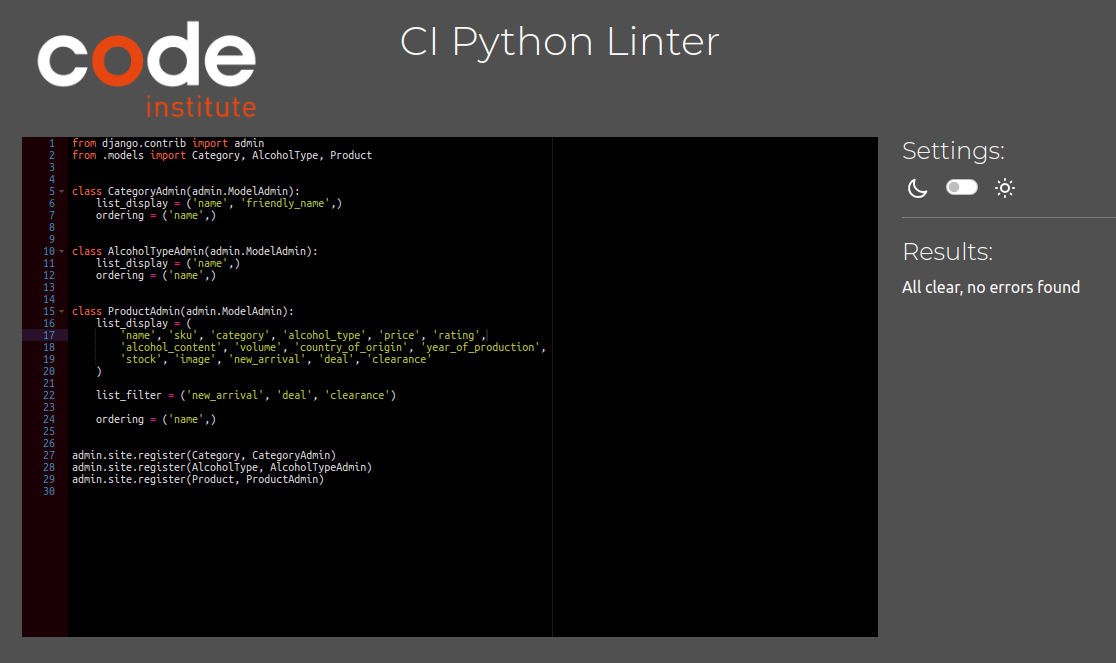 code
institute
CI Python Linter
1 from django.contrib import admin
2 from .models import Category, AlcoholType, Product
3
4
5 class CategoryAdmin(admin.ModelAdmin):
6     list_display = ('name', 'friendly_name',)
7     ordering = ('name',)
8
9
10 class AlcoholTypeAdmin(admin.ModelAdmin):
11     list_display = ('name',)
12     ordering = ('name',)
13
14
15 class ProductAdmin(admin.ModelAdmin):
16     list_display = (
17         'name', 'sku', 'category', 'alcohol_type', 'price', 'rating',
18         'alcohol_content', 'volume', 'country_of_origin', 'year_of_production',
19         'stock', 'image', 'new_arrival', 'deal', 'clearance'
20     )
21
22     list_filter = ('new_arrival', 'deal', 'clearance')
23
24     ordering = ('name',)
25
26
27 admin.site.register(Category, CategoryAdmin)
28 admin.site.register(AlcoholType, AlcoholTypeAdmin)
29 admin.site.register(Product, ProductAdmin)
30
Settings:
Results:
All clear, no errors found